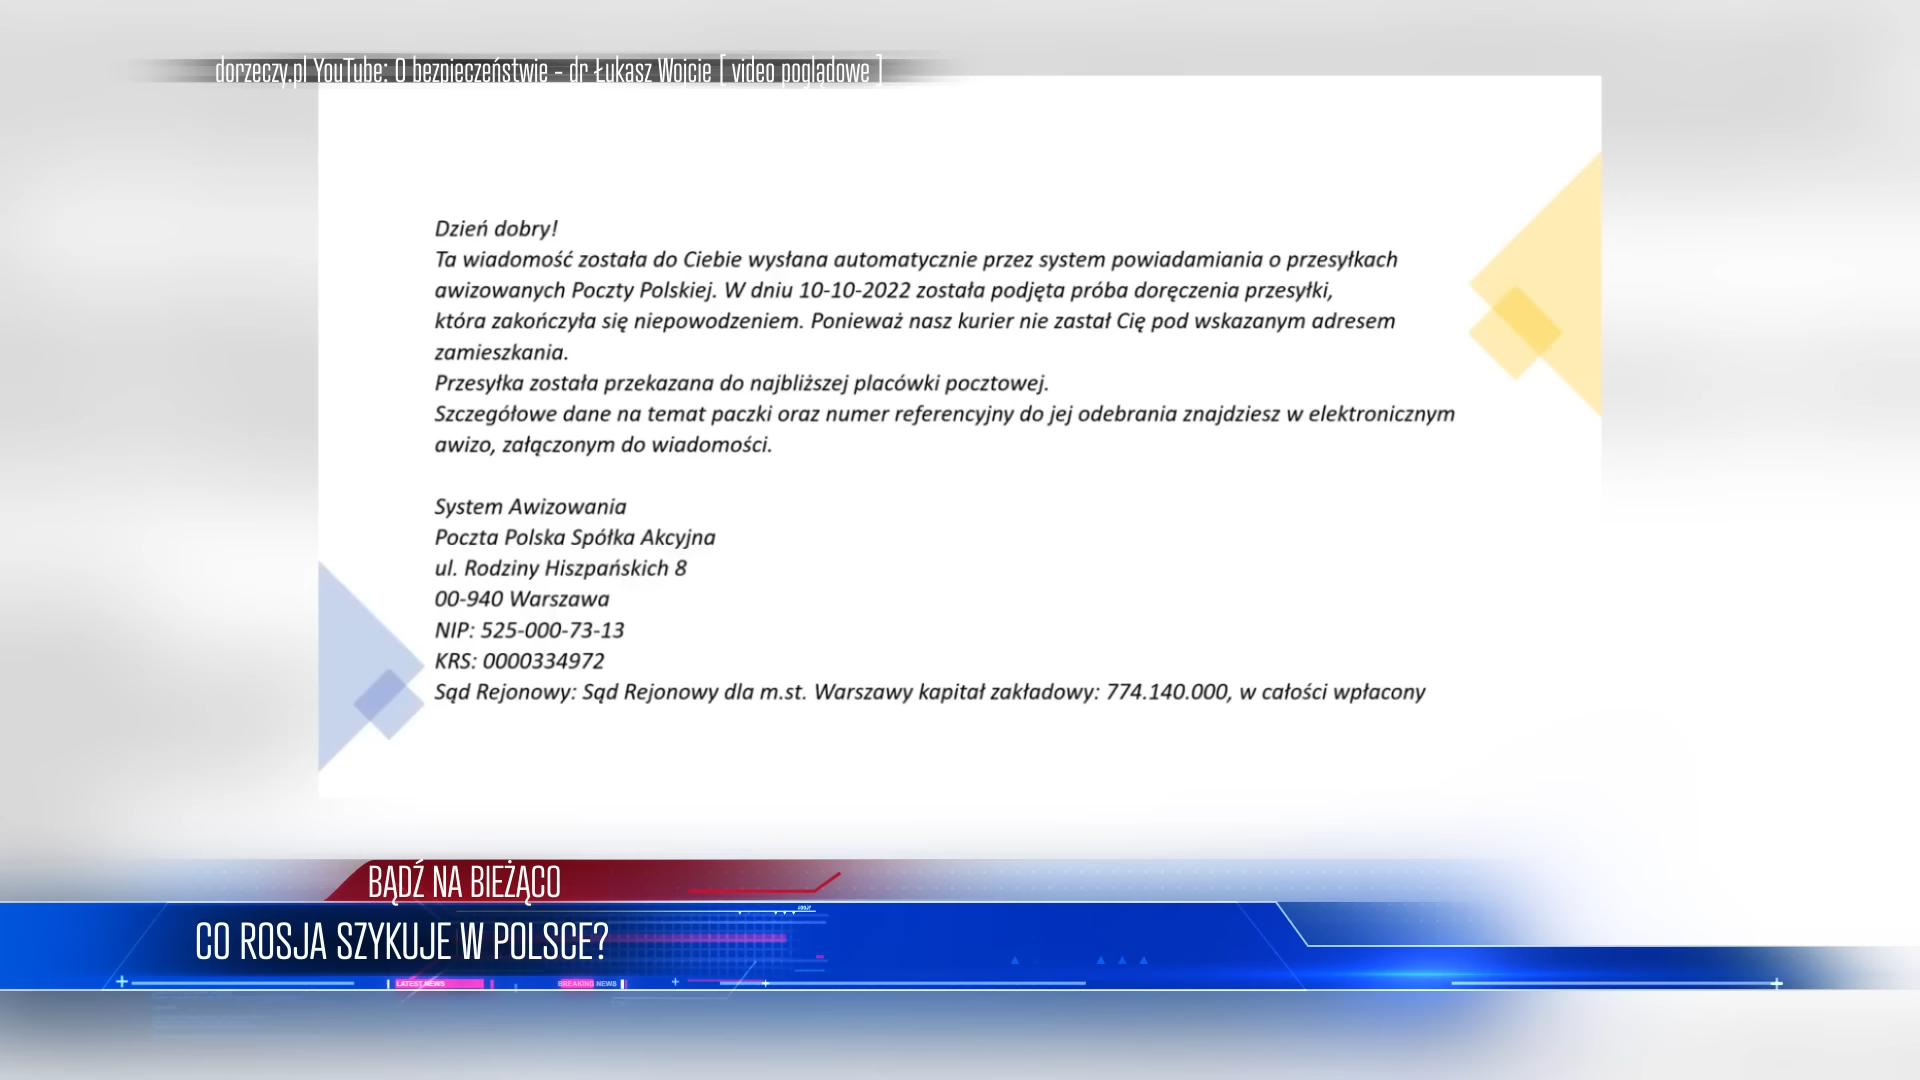 dorzeczy.pl YouTube: O bezpieczeństwie - dr Łukasz Wojcie [ video poglądowe ]
Dzień dobry!
Ta wiadomość została do Ciebie wysłana automatycznie przez system powiadamiania o przesyłkach
awizowanych Poczty Polskiej. W dniu 10-10-2022 została podjęta próba doręczenia przesyłki,
która zakończyła się niepowodzeniem. Ponieważ nasz kurier nie zastał Cię pod wskazanym adresem
zamieszkania.
Przesyłka została przekazana do najbliższej placówki pocztowej.
Szczegółowe dane na temat paczki oraz numer referencyjny do jej odebrania znajdziesz w elektronicznym
awizo, załączonym do wiadomości.
System Awizowania
Poczta Polska Spółka Akcyjna
ul. Rodziny Hiszpańskich 8
00-940 Warszawa
NIP: 525-000-73-13
KRS: 0000334972
Sąd Rejonowy: Sąd Rejonowy dla m.st. Warszawy kapitał zakładowy: 774.140.000, w całości wpłacony
BĄDŹ NA BIEŻĄCO
CO ROSJA SZYKUJE W POLSCE?
LATEST NEWS
BREAKING NEWS